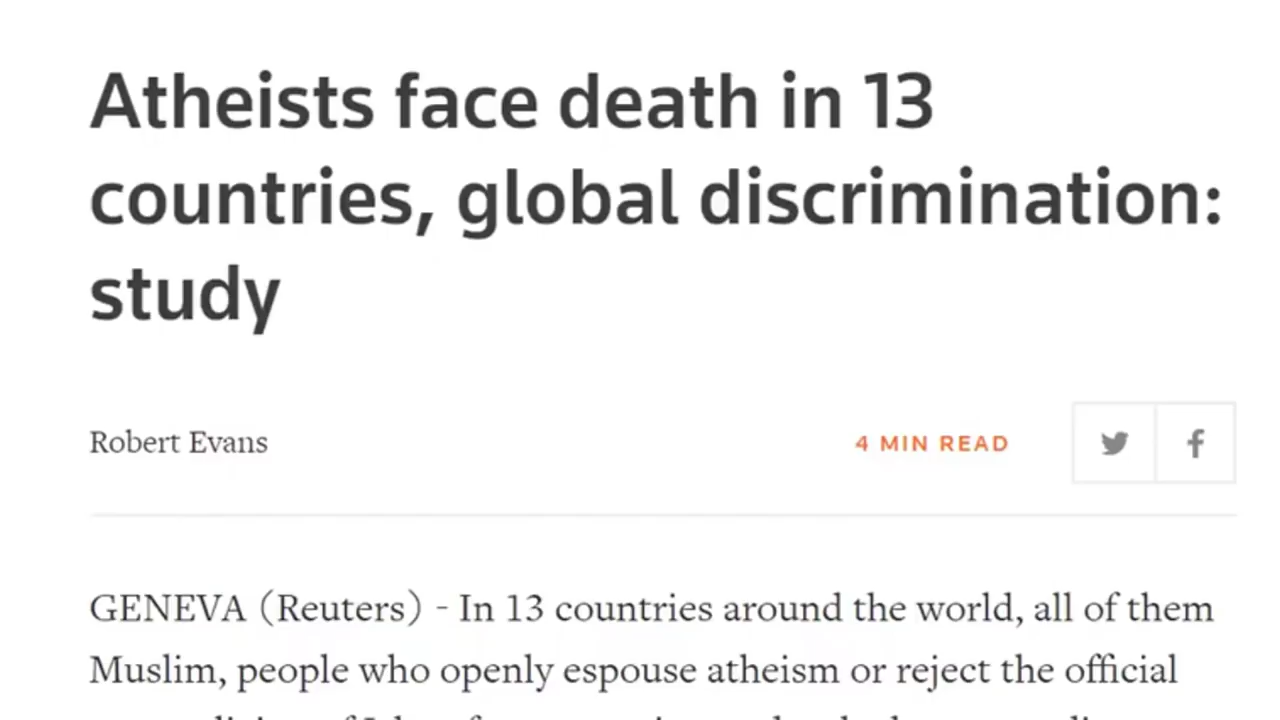 Atheists face death in 13
countries, global discrimination:
study
Robert Evans
4 MIN READ
GENEVA (Reuters) - In 13 countries around the world, all of them
Muslim, people who openly espouse atheism or reject the official